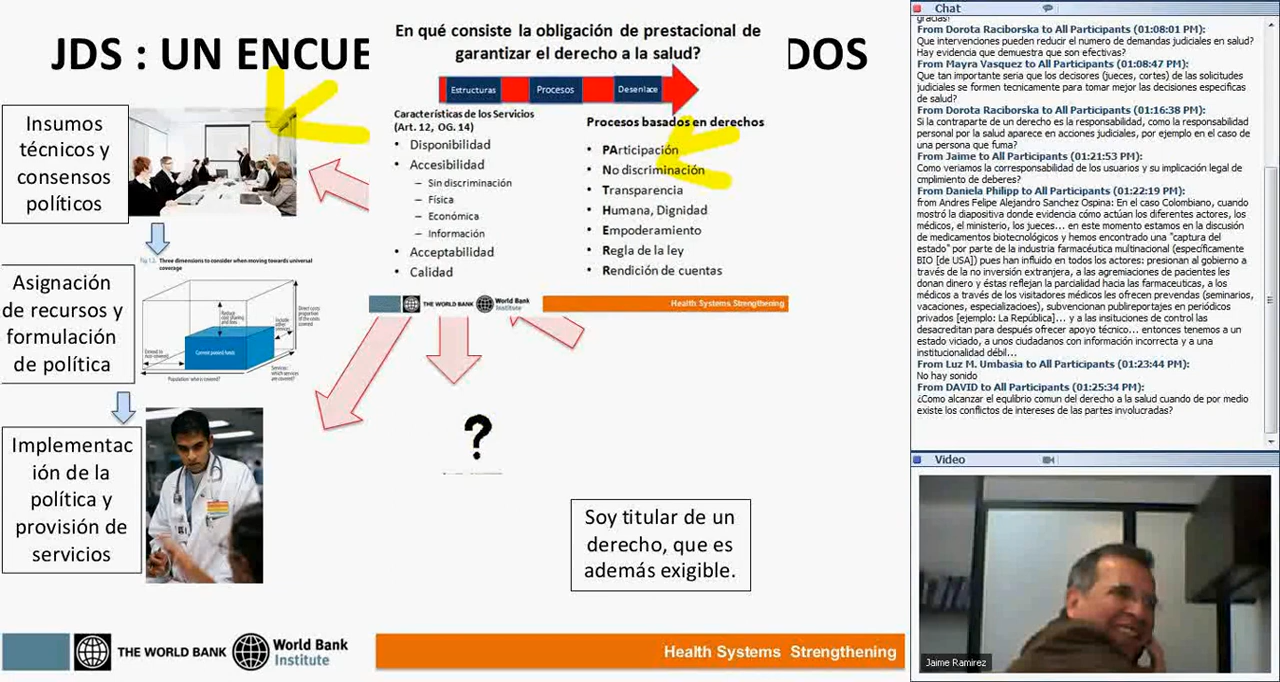 JDS : UN ENCUE
DOS
Insumos
técnicos y
consensos
políticos
Three dimensions to consider when moving towards universal
coverage
Current pooled funds
Asignación
de recursos y
formulación
de política
Implementac
ión de la
política y
provisión de
servicios
En qué consiste la obligación de prestacional de
garantizar el derecho a la salud?
Estructuras
Procesos
Desenlace
Características de los Servicios
(Art. 12, OG. 14)
• Disponibilidad
• Accesibilidad
– Sin discriminación
– Física
– Económica
– Información
• Aceptabilidad
• Calidad
Procesos basados en derechos
• PArticipación
• No discriminación
• Transparencia
• Humana, Dignidad
• Empoderamiento
• Regla de la ley
• Rendición de cuentas
THE WORLD BANK
World Bank
Institute
Health Systems Strengthening
?
Soy titular de un
derecho, que es
además exigible.
THE WORLD BANK
World Bank
Institute
Health Systems Strengthening
Chat
gracias!
From Dorota Raciborska to All Participants (01:08:01 PM):
Que intervenciones pueden reducir el numero de demandas judiciales en salud?
Hay evidencia que demuestra que son efectivas?
From Mayra Vasquez to All Participants (01:08:47 PM):
Que tan importante seria que los decisores (jueces, cortes) de las solicitudes
judiciales se formen tecnicamente para tomar mejor las decisiones especificas
de salud?
From Dorota Raciborska to All Participants (01:16:38 PM):
Si la contraparte de un derecho es la responsabilidad, como la responsabilidad
personal por la salud aparece en acciones judiciales, por ejemplo en el caso de
una persona que fuma?
From Jaime to All Participants (01:21:53 PM):
Como veriamos la corresponsabilidad de los usuarios y su implicación legal de
cmplimiento de deberes?
From Daniela Philipp to All Participants (01:22:19 PM):
from Andres Felipe Alejandro Sanchez Ospina: En el caso Colombiano, cuando
mostró la diapositiva donde evidencia cómo actúan los diferentes actores, los
médicos, el ministerio, los jueces... en este momento estamos en la discusión
de medicamentos biotecnológicos y hemos encontrado una "captura del
estado" por parte de la industria farmacéutica multinacional (específicamente
BIO [de USA]) pues han influido en todos los actores: presionan al gobierno a
través de la no inversión extranjera, a las agremiaciones de pacientes les
donan dinero y éstas reflejan la parcialidad hacia las farmaceuticas, a los
médicos a través de los visitadores médicos les ofrecen prevendas (seminarios,
vacaciones, especializacioes), subvencionan publireportajes en periódicos
privados [ejemplo: La República]... y a las insituciones de control las
desacreditan para después ofrecer apoyo técnico... entonces tenemos a un
estado viciado, a unos ciudadanos con información incorrecta y a una
institucionalidad débil...
From Luz M. Umbasia to All Participants (01:23:44 PM):
No hay sonido
From DAVID to All Participants (01:25:34 PM):
¿Como alcanzar el equlibrio comun del derecho a la salud cuando de por medio
existe los conflictos de intereses de las partes involucradas?
Video
Jaime Ramirez